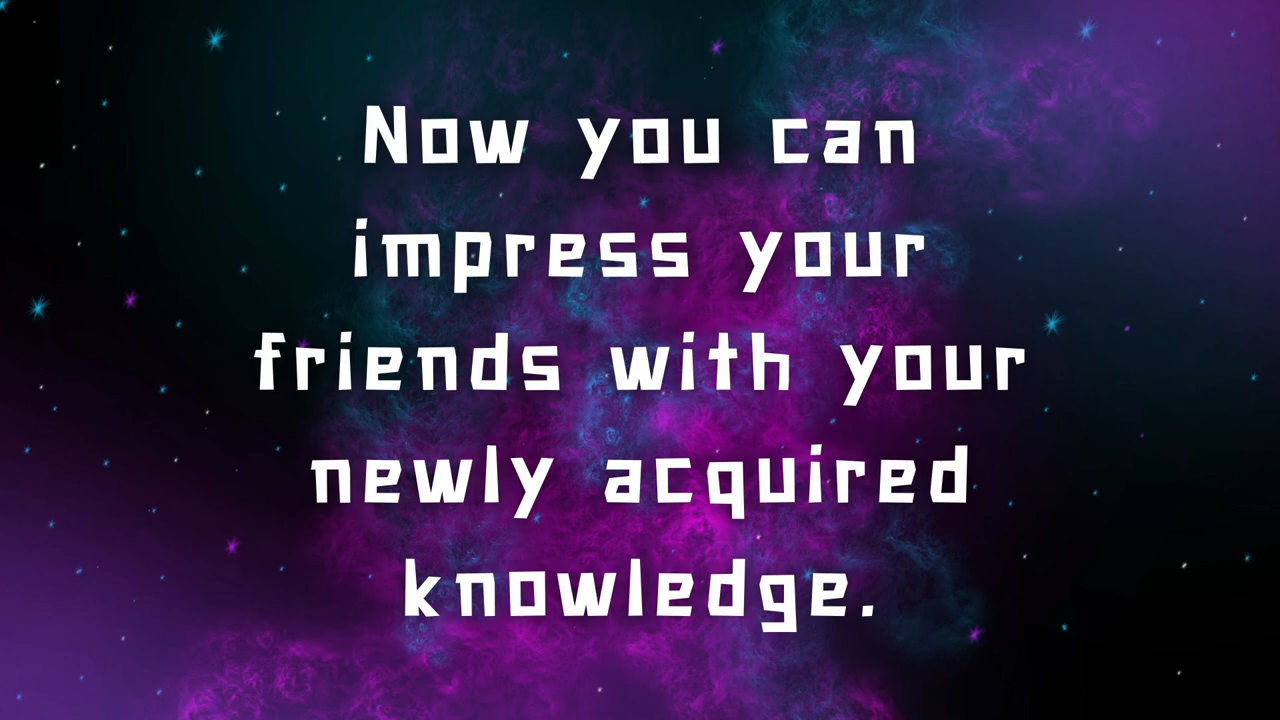 Now you can
impress your
friends with your
newly acquired
knowledge.